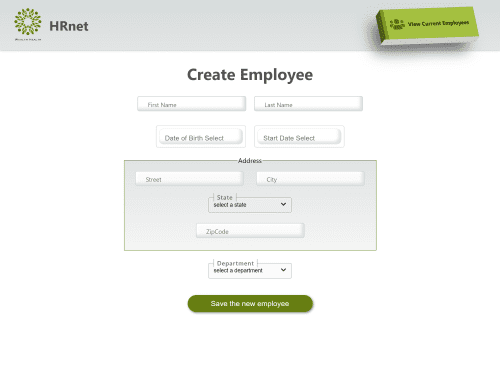 HRnet
View Current Employees
Create Employee
First Name
Last Name
Date of Birth Select
Start Date Select
Address
Street
City
State
select a state
ZipCode
Department
select a department
Save the new employee